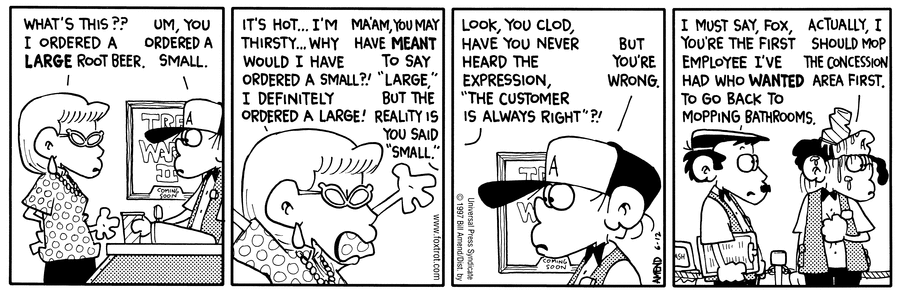 WHAT'S THIS??
I ORDERED A
LARGE ROOT BEER.
UM, YOU
ORDERED A
SMALL.
A
TREK
WARS
II
COMING
SOON
IT'S HOT... I'M
THIRSTY... WHY
WOULD I HAVE
ORDERED A SMALL?!
I DEFINITELY
ORDERED A LARGE!
MA'AM, YOU MAY
HAVE MEANT
TO SAY
"LARGE,"
BUT THE
REALITY IS
YOU SAID
"SMALL."
www.foxtrot.com
© 1997 Bill Amend/Dist. by
Universal Press Syndicate
LOOK, YOU CLOD,
HAVE YOU NEVER
HEARD THE
EXPRESSION,
"THE CUSTOMER
IS ALWAYS RIGHT"?!
BUT
YOU'RE
WRONG.
A
COMING
SOON
6-12
AMEND
I MUST SAY, FOX,
YOU'RE THE FIRST
EMPLOYEE I'VE
HAD WHO WANTED
TO GO BACK TO
MOPPING BATHROOMS.
ACTUALLY, I
SHOULD MOP
THE CONCESSION
AREA FIRST.